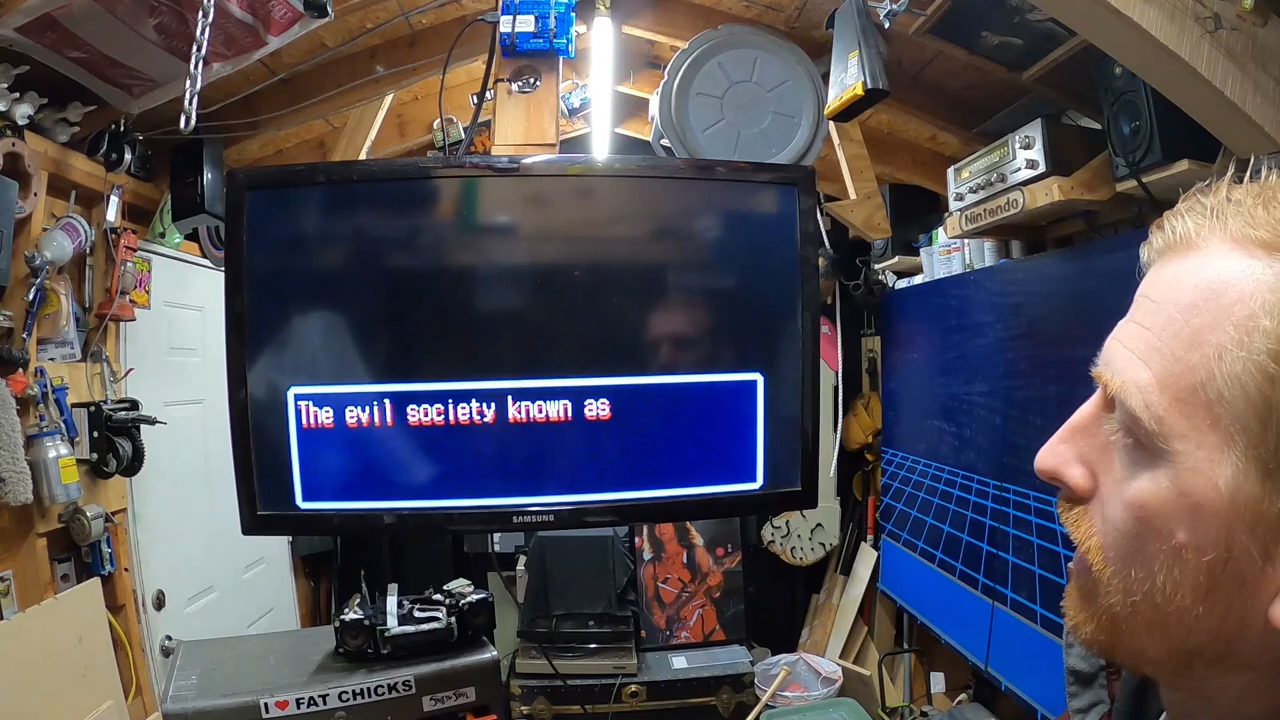 Nintendo
The evil society known as
SAMSUNG
I ❤ FAT CHICKS